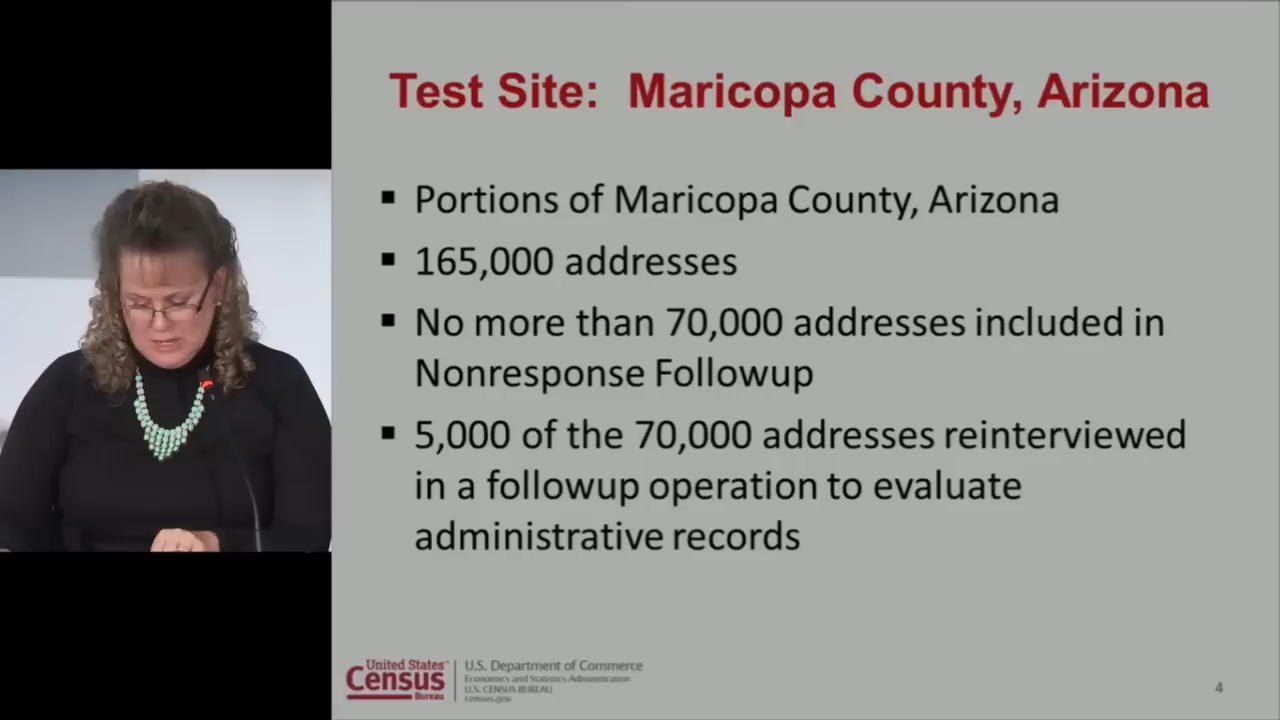 Test Site: Maricopa County, Arizona
▪ Portions of Maricopa County, Arizona
▪ 165,000 addresses
▪ No more than 70,000 addresses included in
Nonresponse Followup
▪ 5,000 of the 70,000 addresses reinterviewed
in a followup operation to evaluate
administrative records
United States™
Census
Bureau
U.S. Department of Commerce
Economics and Statistics Administration
U.S. CENSUS BUREAU
census.gov
4